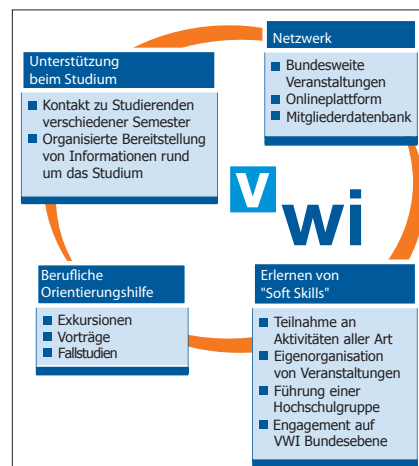 Unterstützung
beim Studium
Kontakt zu Studierenden
verschiedener Semester
Organisierte Bereitstellung
von Informationen rund
um das Studium
Netzwerk
Bundesweite
Veranstaltungen
Onlineplattform
Mitgliederdatenbank
vwi
Berufliche
Orientierungshilfe
Exkursionen
Vorträge
Fallstudien
Erlernen von
"Soft Skills"
Teilnahme an
Aktivitäten aller Art
Eigenorganisation
von Veranstaltungen
Führung einer
Hochschulgruppe
Engagement auf
VWI Bundesebene